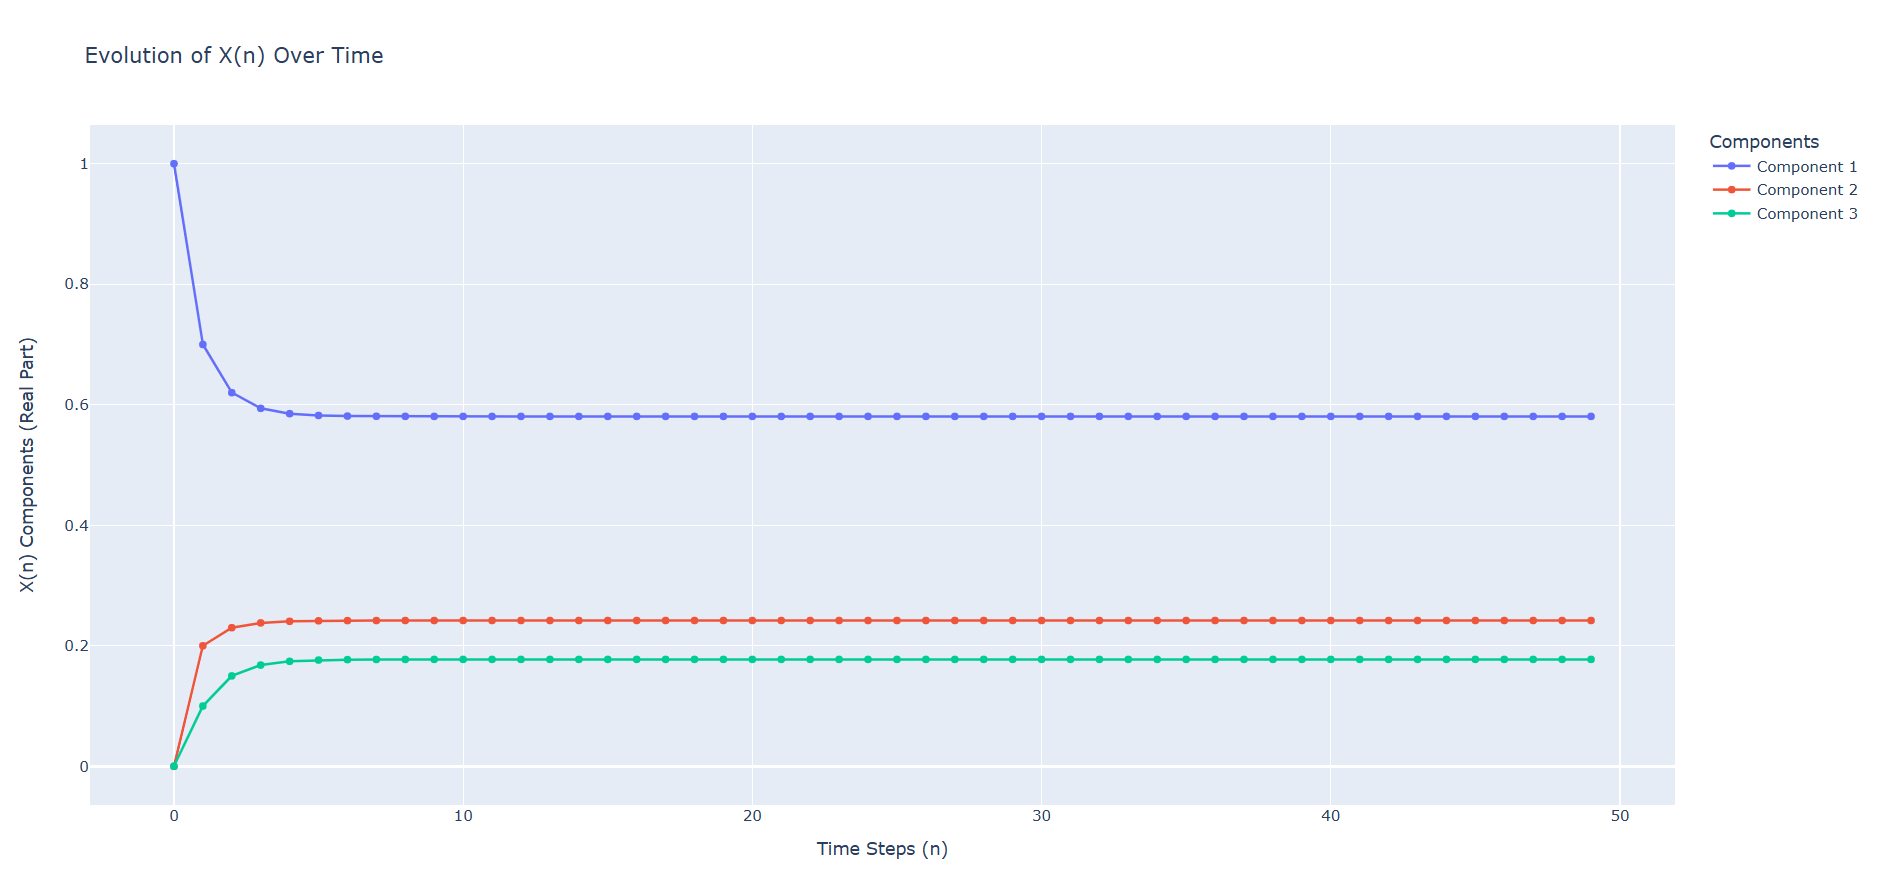 Evolution of X(n) Over Time
Components
Component 1
Component 2
Component 3
X(n) Components (Real Part)
1
0.8
0.6
0.4
0.2
0
0 10 20 30 40 50
Time Steps (n)